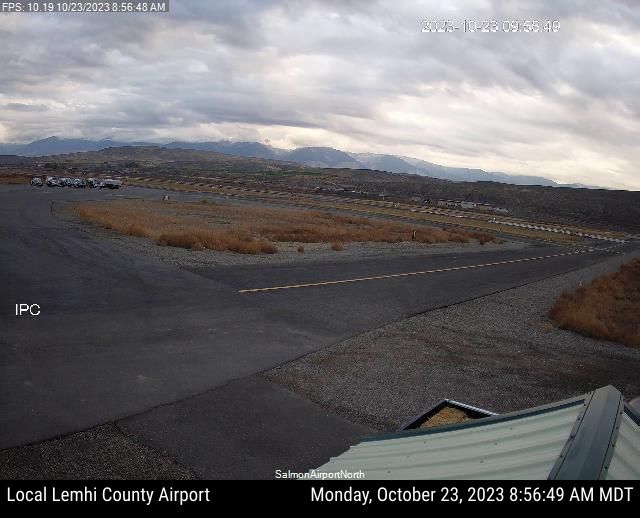 FPS: 10.19 10/23/2023 8:56:48 AM
2023-10-23 09:55:49
IPC
SalmonAirportNorth
Local Lemhi County Airport Monday, October 23, 2023 8:56:49 AM MDT